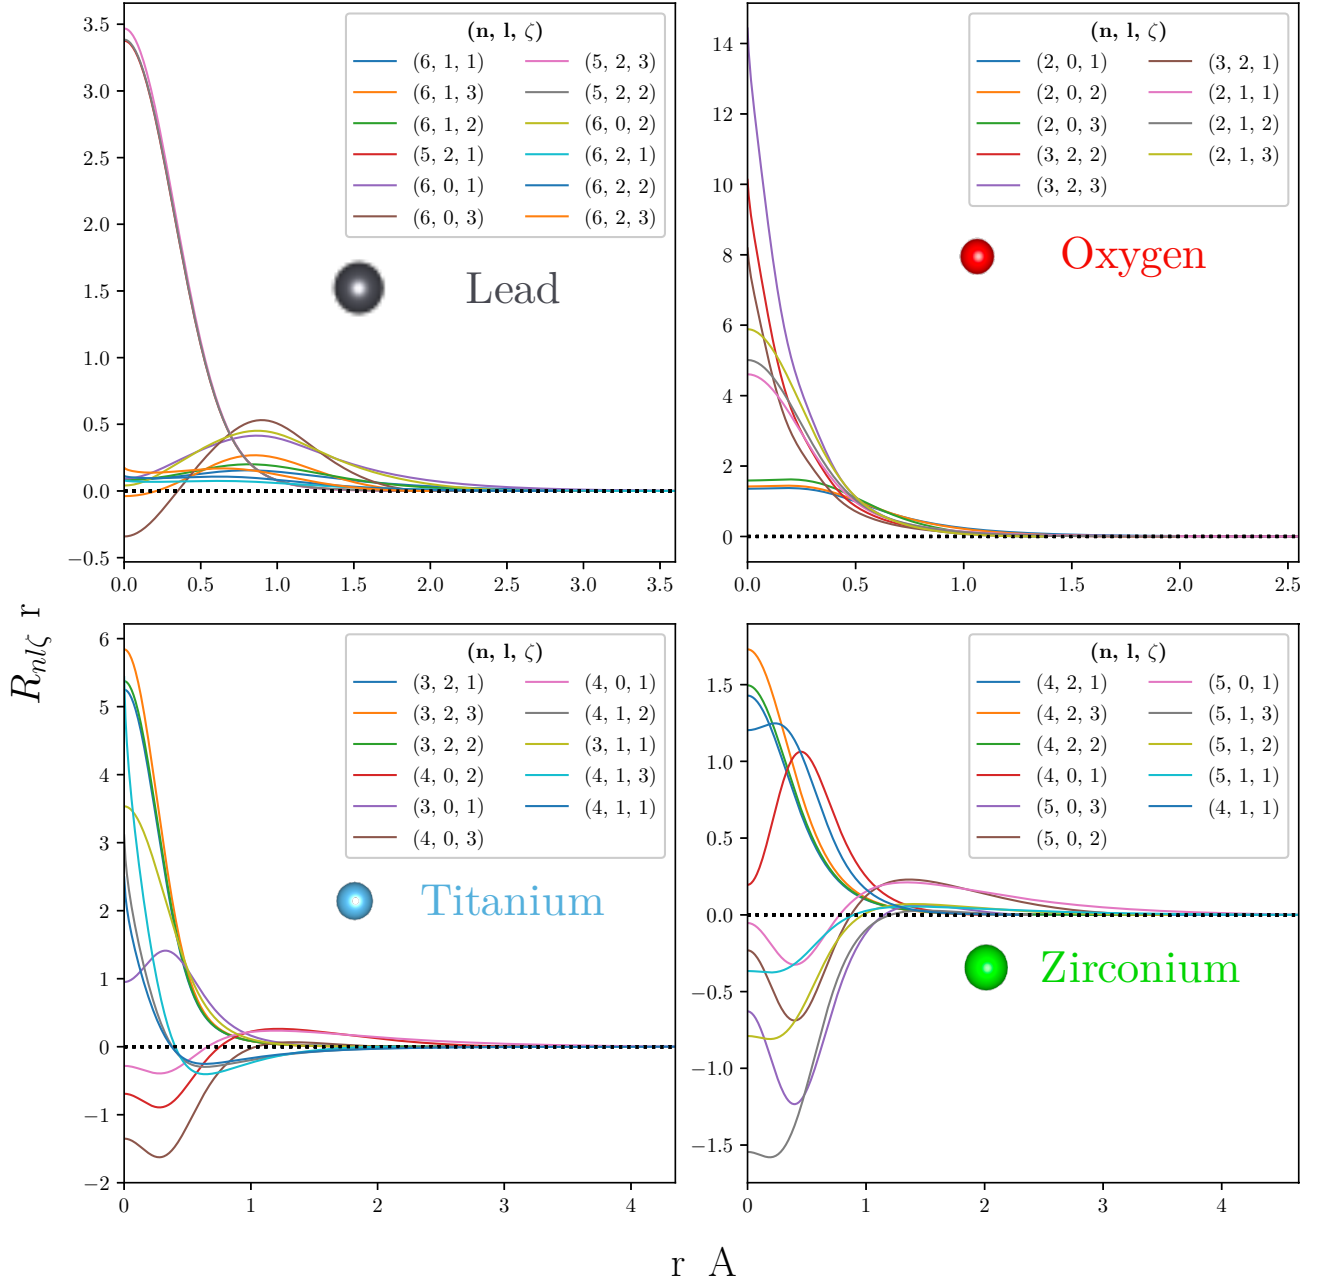 3.5
3.0
2.5
2.0
1.5
1.0
0.5
0.0
−0.5
0.0 0.5 1.0 1.5 2.0 2.5 3.0 3.5
(n, l, ζ)
(6, 1, 1) (5, 2, 3)
(6, 1, 3) (5, 2, 2)
(6, 1, 2) (6, 0, 2)
(5, 2, 1) (6, 2, 1)
(6, 0, 1) (6, 2, 2)
(6, 0, 3) (6, 2, 3)
Lead
14
12
10
8
6
4
2
0
0.0 0.5 1.0 1.5 2.0 2.5
(n, l, ζ)
(2, 0, 1) (3, 2, 1)
(2, 0, 2) (2, 1, 1)
(2, 0, 3) (2, 1, 2)
(3, 2, 2) (2, 1, 3)
(3, 2, 3)
Oxygen
R_{nlζ} r
6
5
4
3
2
1
0
−1
−2
0 1 2 3 4
(n, l, ζ)
(3, 2, 1) (4, 0, 1)
(3, 2, 3) (4, 1, 2)
(3, 2, 2) (3, 1, 1)
(4, 0, 2) (4, 1, 3)
(3, 0, 1) (4, 1, 1)
(4, 0, 3)
Titanium
1.5
1.0
0.5
0.0
−0.5
−1.0
−1.5
0 1 2 3 4
(n, l, ζ)
(4, 2, 1) (5, 0, 1)
(4, 2, 3) (5, 1, 3)
(4, 2, 2) (5, 1, 2)
(4, 0, 1) (5, 1, 1)
(5, 0, 3) (4, 1, 1)
(5, 0, 2)
Zirconium
r A